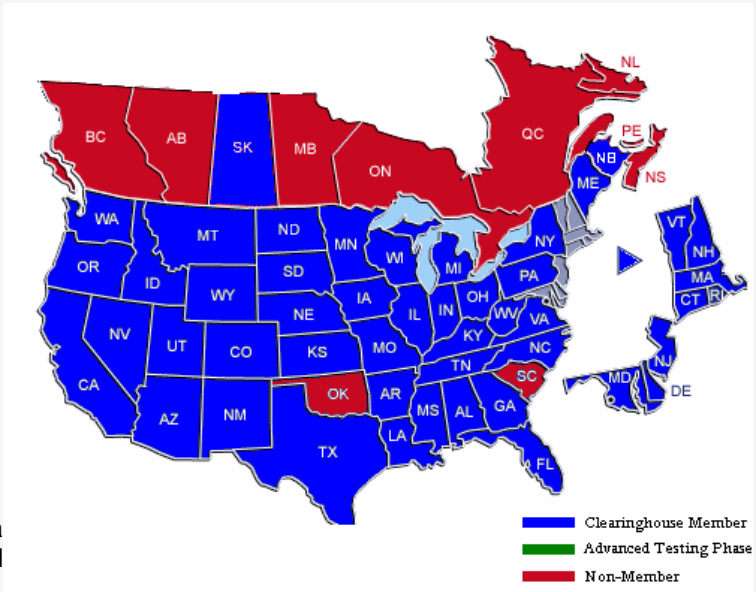 NL
BC
AB
SK
MB
ON
QC
PE
NS
NB
ME
WA
MT
ND
MN
WI
MI
NY
VT
NH
MA
CT
RI
OR
ID
WY
SD
IA
IL
IN
OH
PA
NV
UT
CO
NE
KS
MO
KY
WV
VA
NJ
MD
DE
CA
AZ
NM
OK
AR
TN
NC
SC
TX
LA
MS
AL
GA
FL
Clearinghouse Member
Advanced Testing Phase
Non-Member